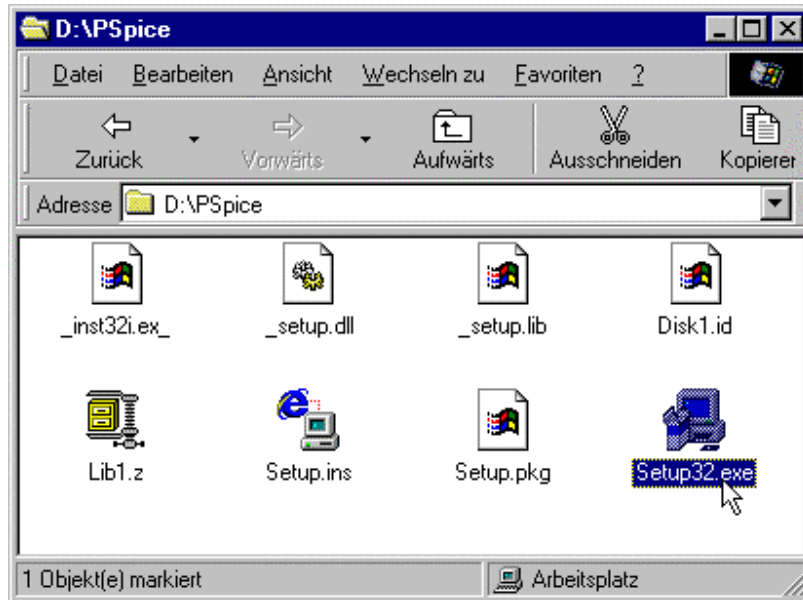 D:\PSpice
Datei Bearbeiten Ansicht Wechseln zu Favoriten ?
Zurück Vorwärts Aufwärts Ausschneiden Kopierer
Adresse D:\PSpice
_inst32i.ex_ _setup.dll _setup.lib Disk1.id
Lib1.z Setup.ins Setup.pkg Setup32.exe
1 Objekt(e) markiert Arbeitsplatz